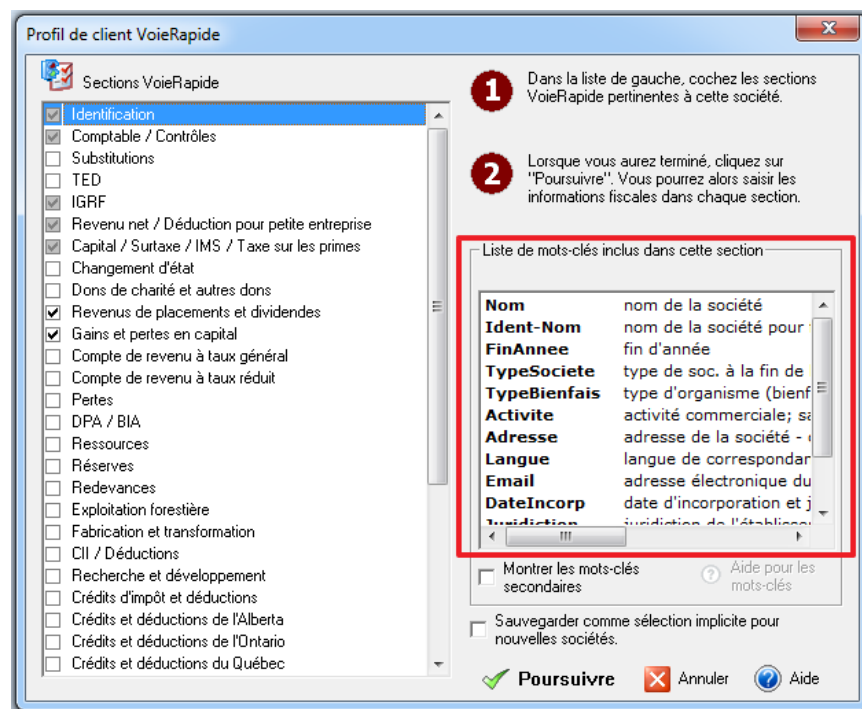 Profil de client VoieRapide
Sections VoieRapide
Identification
Comptable / Contrôles
Substitutions
TED
IGRF
Revenu net / Déduction pour petite entreprise
Capital / Surtaxe / IMS / Taxe sur les primes
Changement d'état
Dons de charité et autres dons
Revenus de placements et dividendes
Gains et pertes en capital
Compte de revenu à taux général
Compte de revenu à taux réduit
Pertes
DPA / BIA
Ressources
Réserves
Redevances
Exploitation forestière
Fabrication et transformation
CII / Déductions
Recherche et développement
Crédits d'impôt et déductions
Crédits et déductions de l'Alberta
Crédits et déductions de l'Ontario
Crédits et déductions du Québec
1
Dans la liste de gauche, cochez les sections
VoieRapide pertinentes à cette société.
2
Lorsque vous aurez terminé, cliquez sur
"Poursuivre". Vous pourrez alors saisir les
informations fiscales dans chaque section.
Liste de mots-clés inclus dans cette section
Nom nom de la société
Ident-Nom nom de la société pour
FinAnnee fin d'année
TypeSociete type de soc. à la fin de
TypeBienfais type d'organisme (bienf
Activite activité commerciale; sa
Adresse adresse de la société -
Langue langue de correspondan
Email adresse électronique du
DateIncorp date d'incorporation et j
Juridiction juridiction de l'établisse
Montrer les mots-clés
secondaires
Aide pour les
mots-clés
Sauvegarder comme sélection implicite pour
nouvelles sociétés.
Poursuivre Annuler Aide